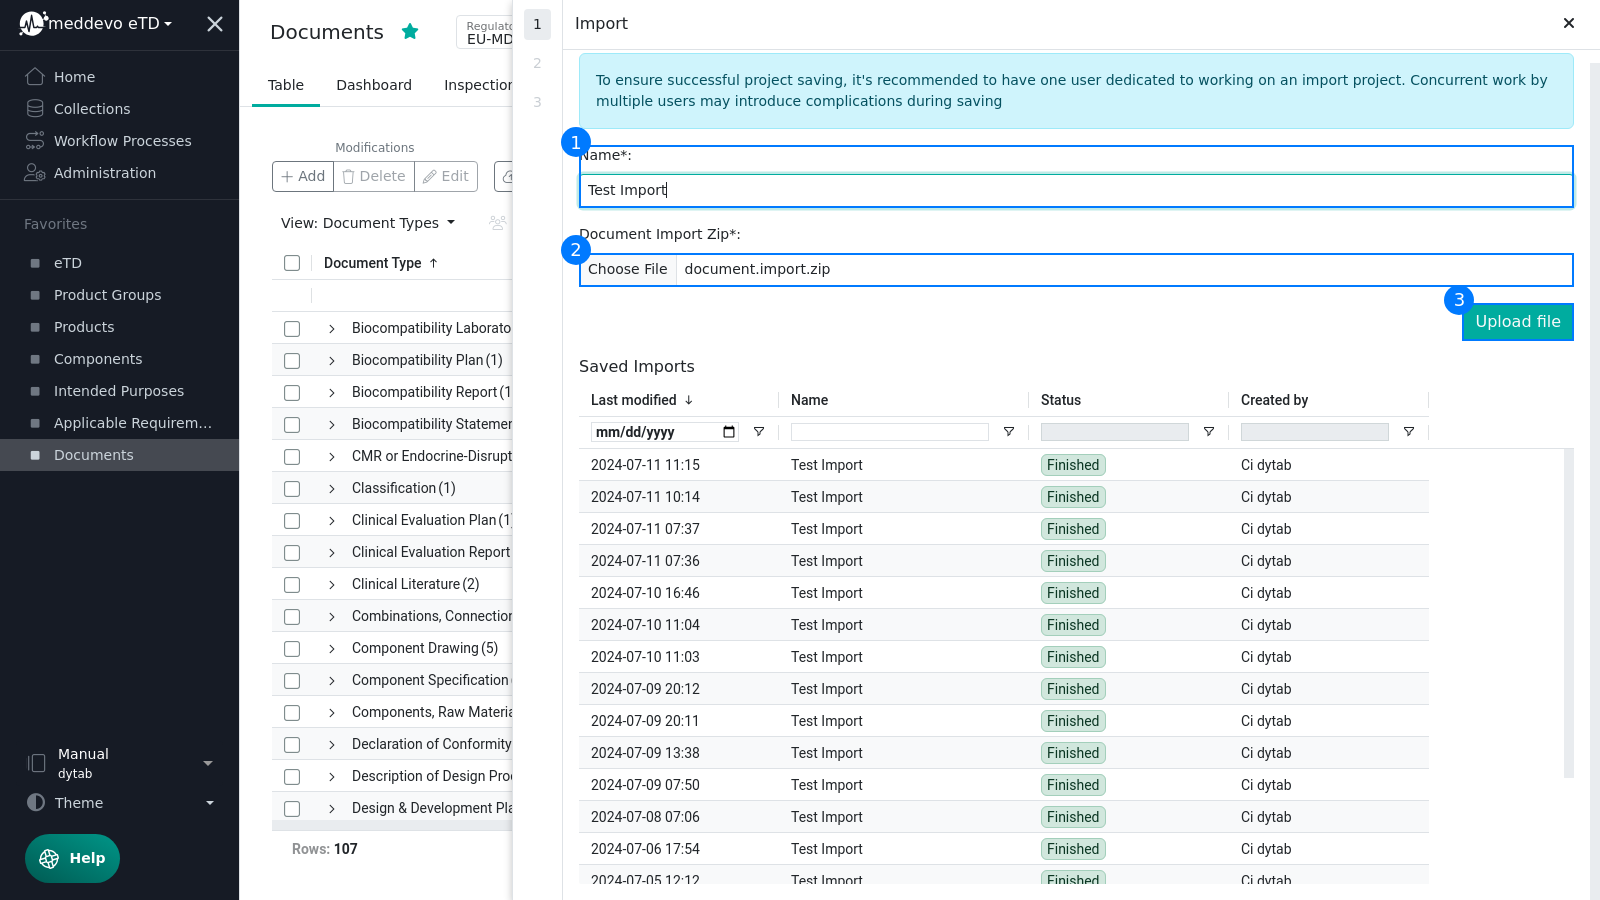 meddevo eTD
Home
Collections
Workflow Processes
Administration
Favorites
eTD
Product Groups
Products
Components
Intended Purposes
Applicable Requirem...
Documents
Manual
dytab
Theme
Help
Documents
EU-MD
Table
Dashboard
Modifications
Add
Delete
Edit
View: Document Types
Document Type
Biocompatibility
Biocompatibility Plan (1)
Biocompatibility Report (1
Biocompatibility
CMR or
Classification (1)
Clinical Evaluation Plan (1)
Clinical Evaluation Report
Clinical Literature (2)
Combinations,
Component Drawing (5)
Component Specification
Components, Raw
Declaration of Conformity
Description of Design
Design & Development
Rows: 107
1
2
3
Import
To ensure successful project saving, it's recommended to have one user dedicated to working on an import project. Concurrent work by
multiple users may introduce complications during saving
1
Name*:
Test Import
Document Import Zip*:
2
Choose File
document.import.zip
3
Upload file
Saved Imports
Last modified Name Status Created by
mm/dd/yyyy
2024-07-11 11:15 Test Import Finished Ci dytab
2024-07-11 10:14 Test Import Finished Ci dytab
2024-07-11 07:37 Test Import Finished Ci dytab
2024-07-11 07:36 Test Import Finished Ci dytab
2024-07-10 16:46 Test Import Finished Ci dytab
2024-07-10 11:04 Test Import Finished Ci dytab
2024-07-10 11:03 Test Import Finished Ci dytab
2024-07-09 20:12 Test Import Finished Ci dytab
2024-07-09 20:11 Test Import Finished Ci dytab
2024-07-09 13:38 Test Import Finished Ci dytab
2024-07-09 07:50 Test Import Finished Ci dytab
2024-07-08 07:06 Test Import Finished Ci dytab
2024-07-06 17:54 Test Import Finished Ci dytab
2024-07-05 12:12 Test Import Finished Ci dytab